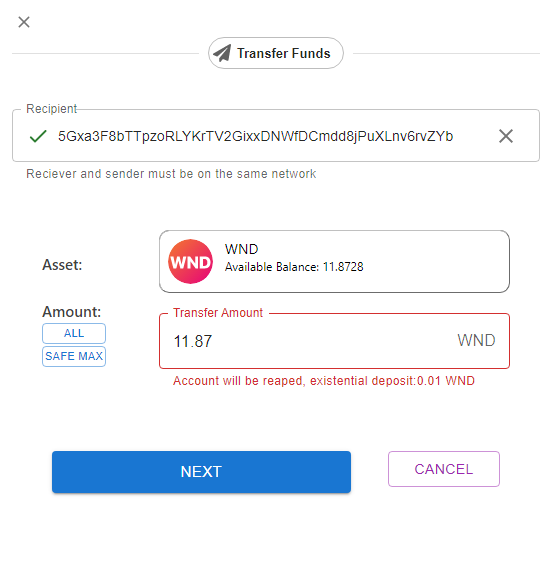 Transfer Funds
Recipient
5Gxa3F8bTTpzoRLYKrTV2GixxDNWfDCmdd8jPuXLnv6rvZYb
Reciever and sender must be on the same network
Asset:
WND
WND
Available Balance: 11.8728
Amount:
ALL
SAFE MAX
Transfer Amount
11.87 WND
Account will be reaped, existential deposit:0.01 WND
NEXT
CANCEL